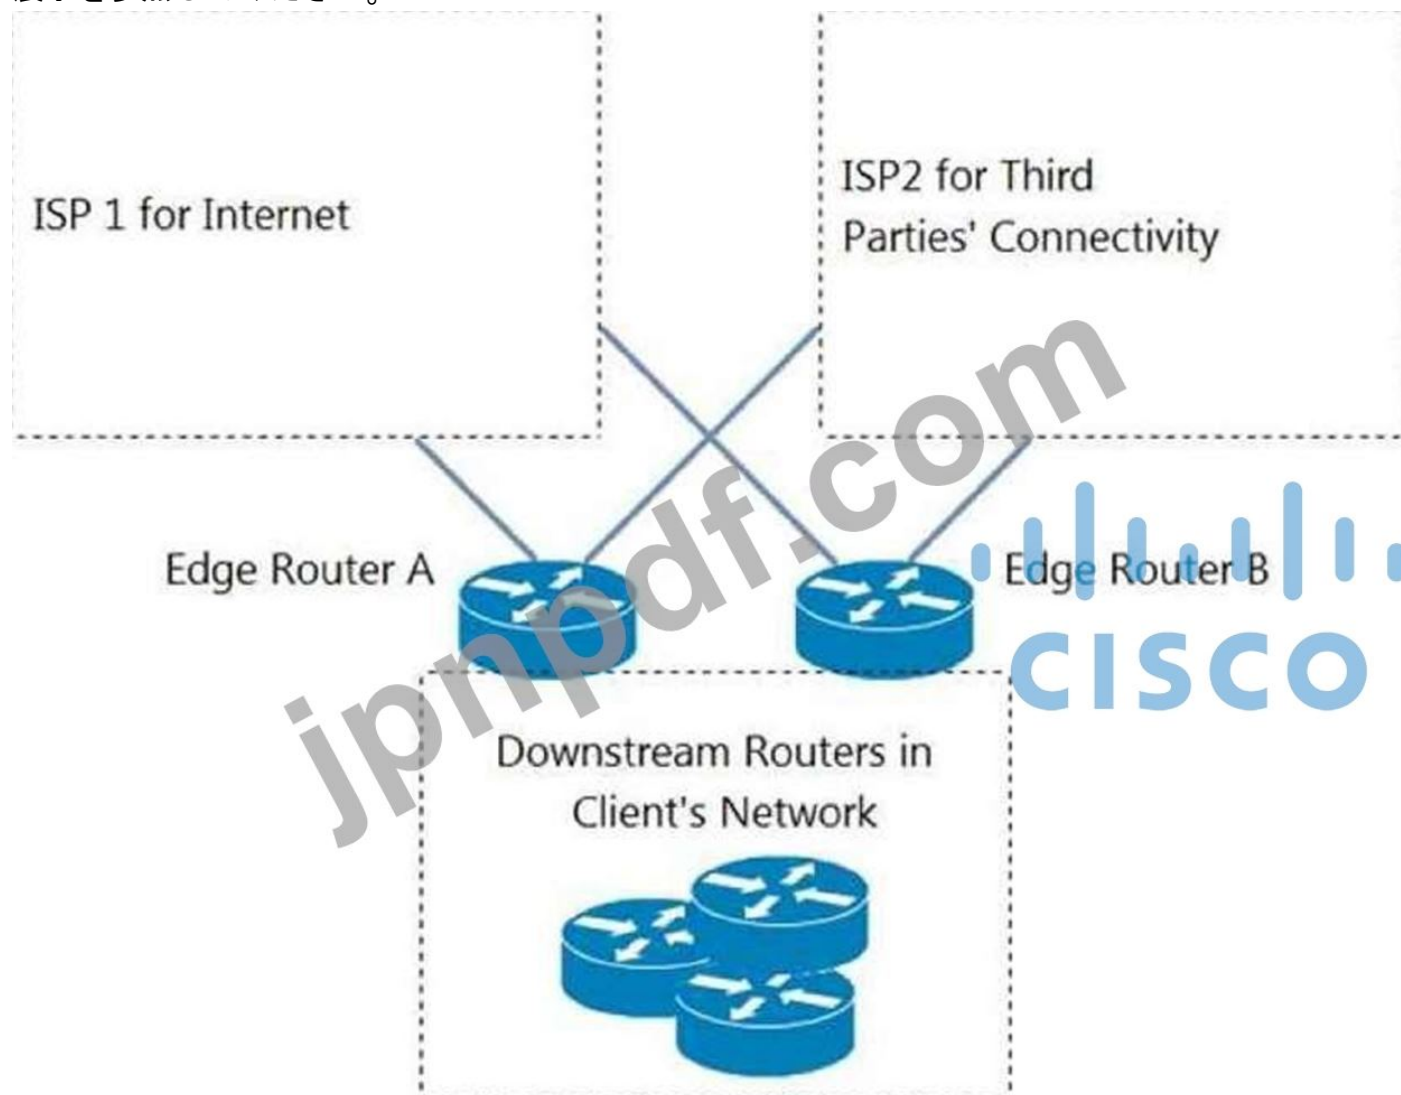 ISP 1 for Internet
ISP2 for Third
Parties' Connectivity
Edge Router A
Edge Router B
CISCO
jpnpdf.com
Downstream Routers in
Client's Network